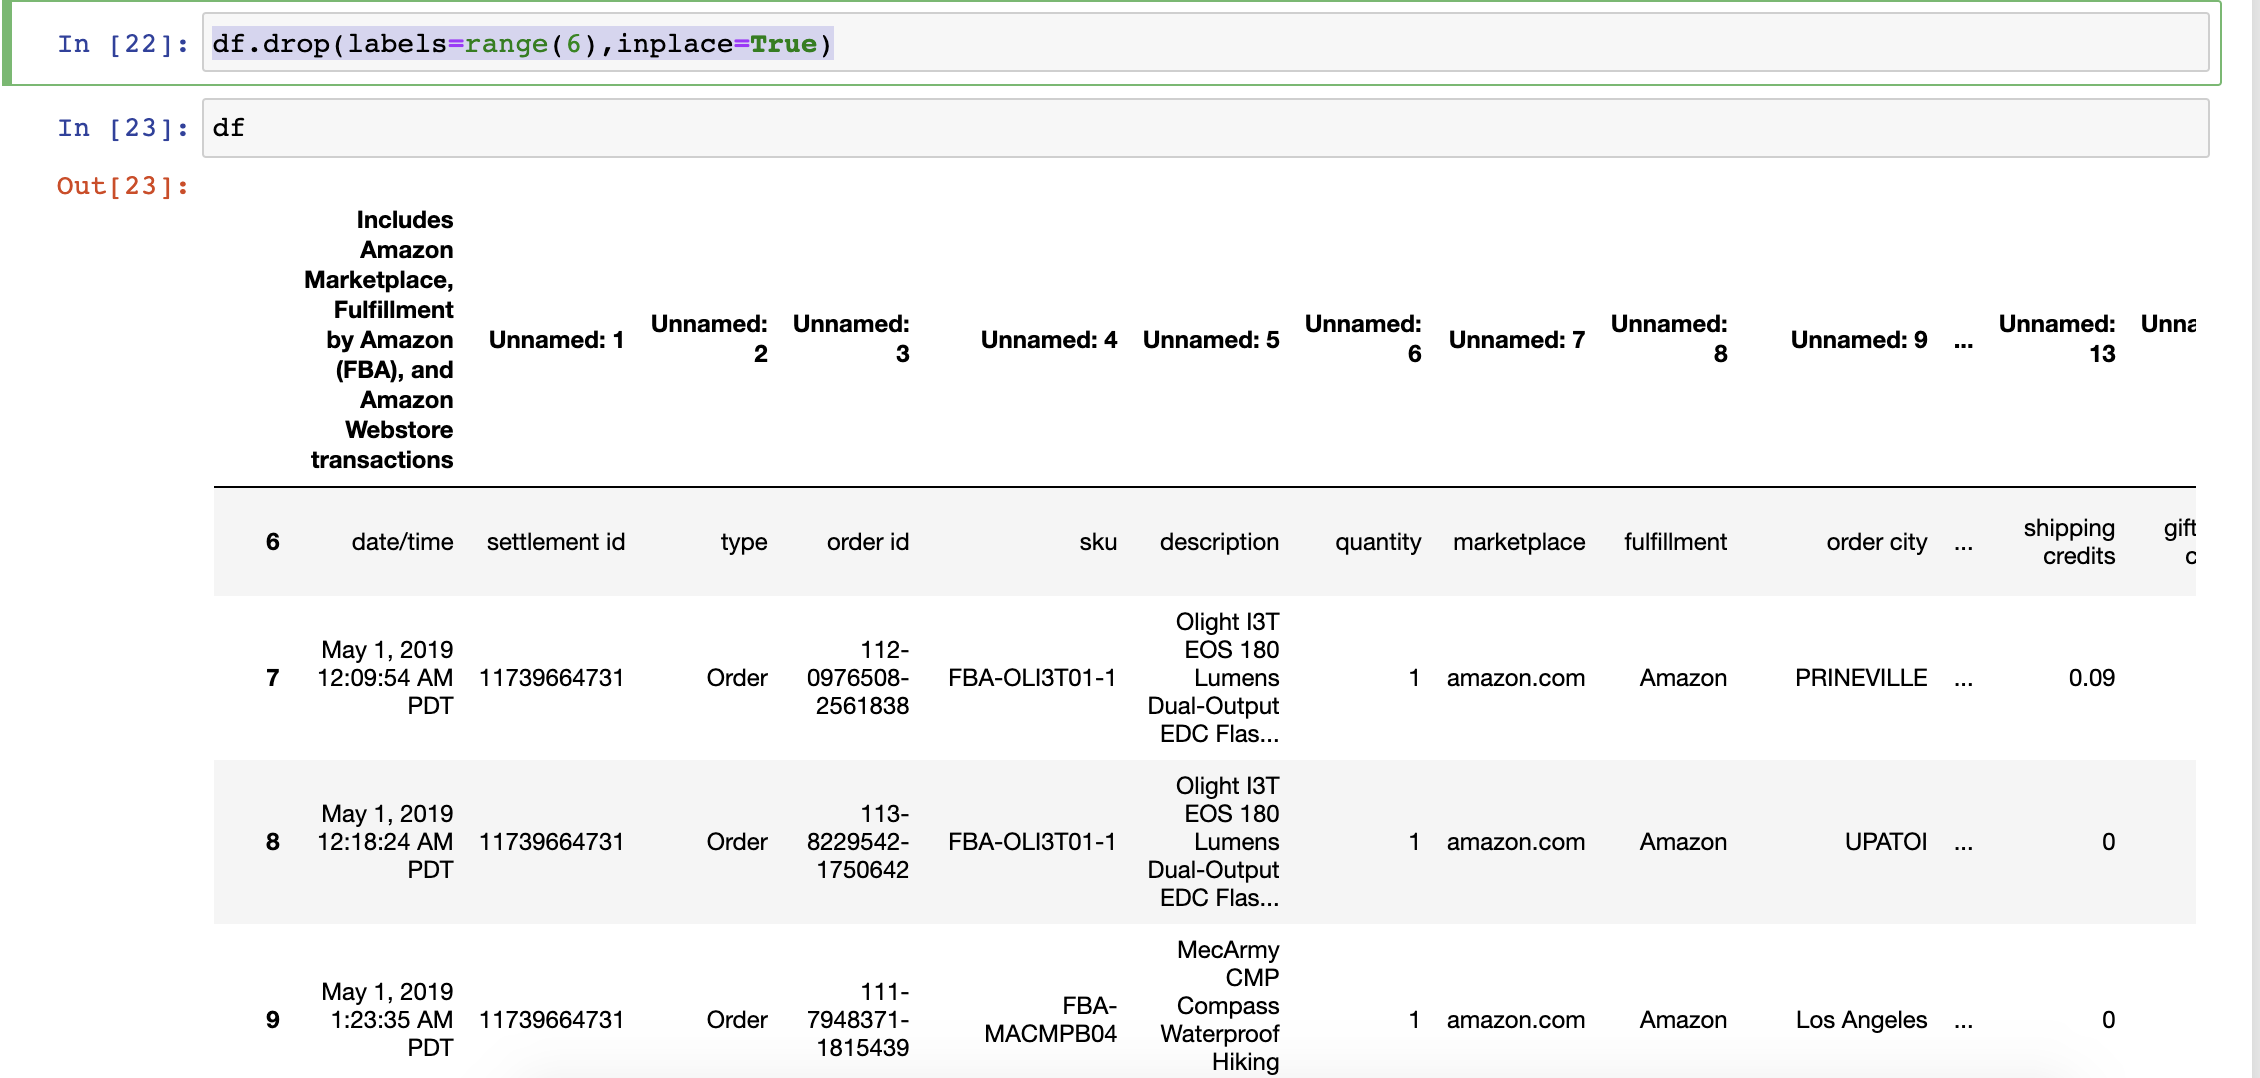 In [22]: df.drop(labels=range(6),inplace=True)
In [23]: df
Out[23]:
Includes Amazon Marketplace, Fulfillment by Amazon (FBA), and Amazon Webstore transactions Unnamed: 1 Unnamed: 2 Unnamed: 3 Unnamed: 4 Unnamed: 5 Unnamed: 6 Unnamed: 7 Unnamed: 8 Unnamed: 9 ... Unnamed: 13
6 date/time settlement id type order id sku description quantity marketplace fulfillment order city ... shipping credits gift
7 May 1, 2019 12:09:54 AM PDT 11739664731 Order 112-0976508-2561838 FBA-OLI3T01-1 Olight I3T EOS 180 Lumens Dual-Output EDC Flas... 1 amazon.com Amazon PRINEVILLE ... 0.09
8 May 1, 2019 12:18:24 AM PDT 11739664731 Order 113-8229542-1750642 FBA-OLI3T01-1 Olight I3T EOS 180 Lumens Dual-Output EDC Flas... 1 amazon.com Amazon UPATOI ... 0
9 May 1, 2019 1:23:35 AM PDT 11739664731 Order 111-7948371-1815439 FBA-MACMPB04 MecArmy CMP Compass Waterproof Hiking 1 amazon.com Amazon Los Angeles ... 0